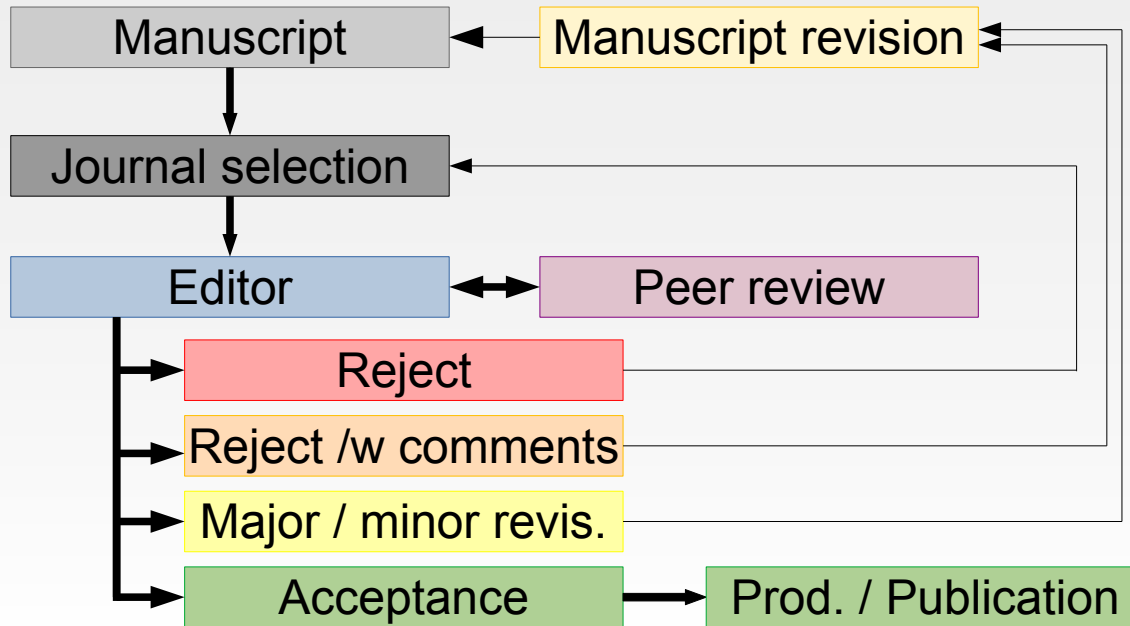 Manuscript
Manuscript revision
Journal selection
Editor
Peer review
Reject
Reject /w comments
Major / minor revis.
Acceptance
Prod. / Publication